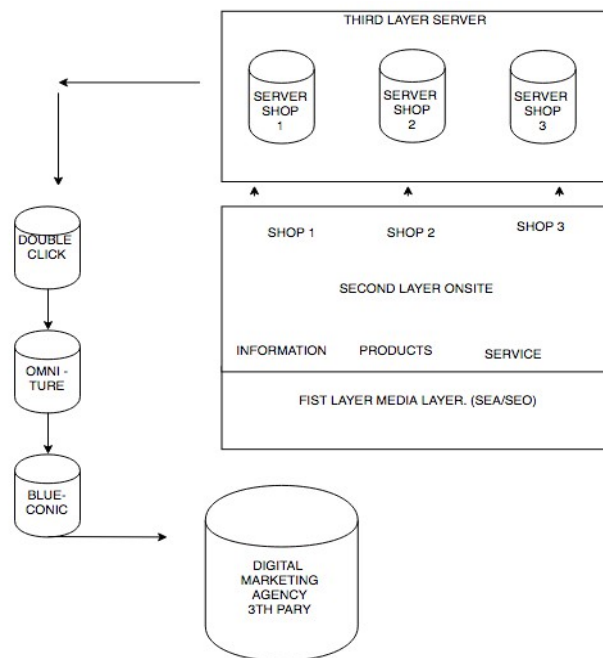 THIRD LAYER SERVER
SERVER
SHOP
1
SERVER
SHOP
2
SERVER
SHOP
3
DOUBLE
CLICK
SHOP 1
SHOP 2
SHOP 3
SECOND LAYER ONSITE
OMNI -
TURE
INFORMATION
PRODUCTS
SERVICE
FIST LAYER MEDIA LAYER. (SEA/SEO)
BLUE-
CONIC
DIGITAL
MARKETING
AGENCY
3TH PARY